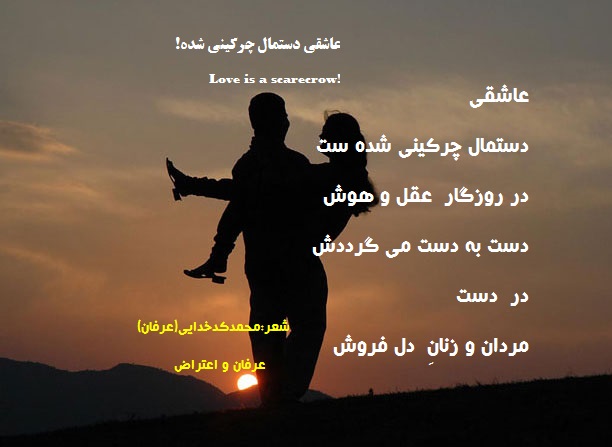 عاشقی دستمال چرکینی شده!
Love is a scarecrow!
عاشقی
دستمال چرکینی شده ست
در روزگار عقل و هوش
دست به دست می گرددش
در دست
مردان و زنانِ دل فروش
شعر:محمدکدخدایی(عرفان)
عرفان و اعتراض